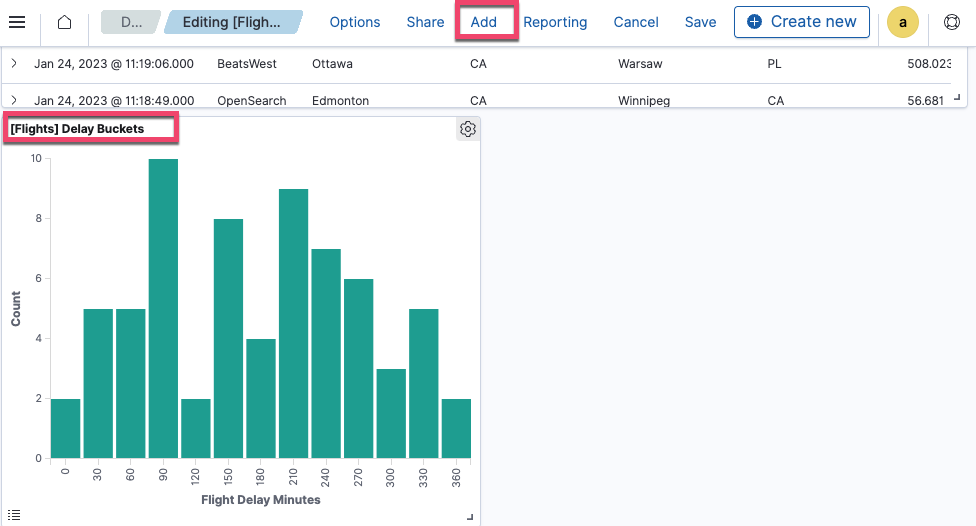 D... Editing [Fligh... Options Share Add Reporting Cancel Save Create new a
Jan 24, 2023 @ 11:19:06.000 BeatsWest Ottawa CA Warsaw PL 508.023
Jan 24, 2023 @ 11:18:49.000 OpenSearch Edmonton CA Winnipeg CA 56.681
[Flights] Delay Buckets
10
8
6
4
2
0
Count
0 30 60 90 120 150 180 210 240 270 300 330 360
Flight Delay Minutes